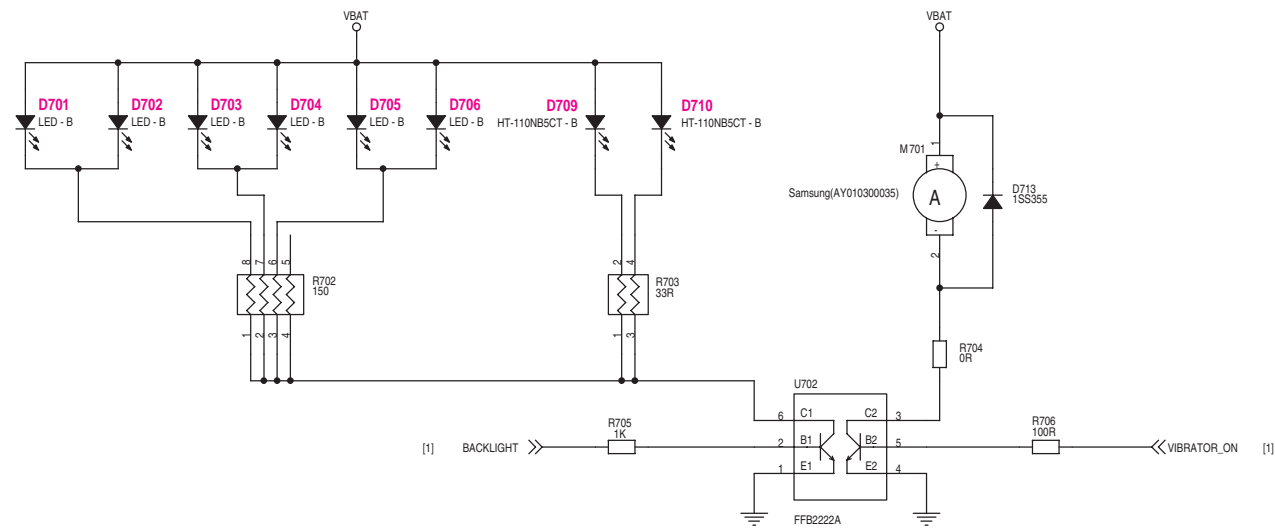 VBAT
VBAT
D701
LED - B
D702
LED - B
D703
LED - B
D704
LED - B
D705
LED - B
D706
LED - B
D709
HT-110NB5CT - B
D710
HT-110NB5CT - B
M701
1
+
Samsung(AY010300035)
A
D713
1SS355
-
2
8
7
6
5
R702
150
1
2
3
4
2
4
R703
33R
1
3
R704
0R
U702
6
C1
C2
3
R705
1K
R706
100R
[1]
BACKLIGHT
2
B1
B2
5
VIBRATOR_ON
[1]
1
E1
E2
4
FFB2222A